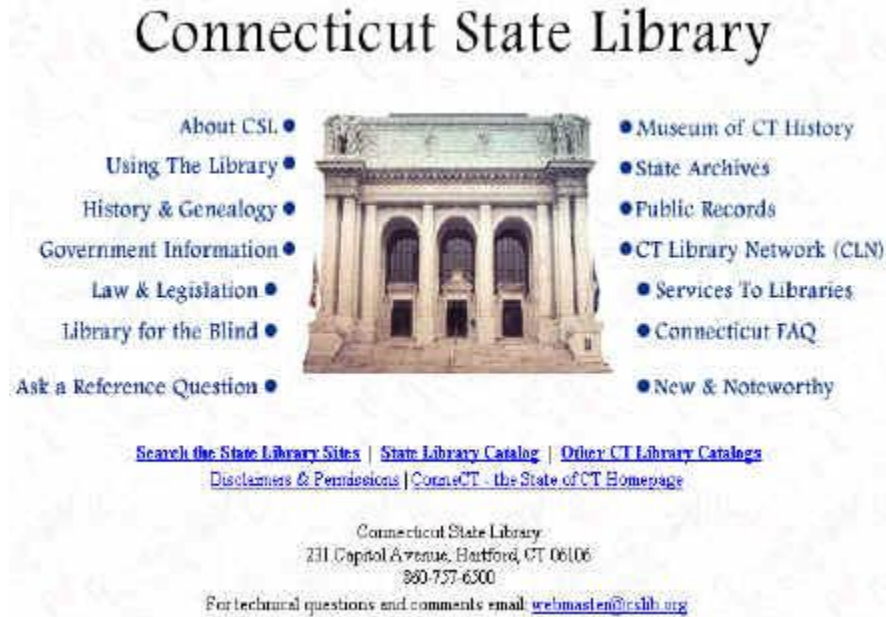 Connecticut State Library
About CSL
Using The Library
History & Genealogy
Government Information
Law & Legislation
Library for the Blind
Ask a Reference Question
Museum of CT History
State Archives
Public Records
CT Library Network (CLN)
Services To Libraries
Connecticut FAQ
New & Noteworthy
Search the State Library Sites | State Library Catalog | Other CT Library Catalogs
Disclaimers & Permissions | ConneCT - the State of CT Homepage
Connecticut State Library
231 Capitol Avenue, Hartford, CT 06106
860-757-6500
For technical questions and comments email: webmaster@cslib.org